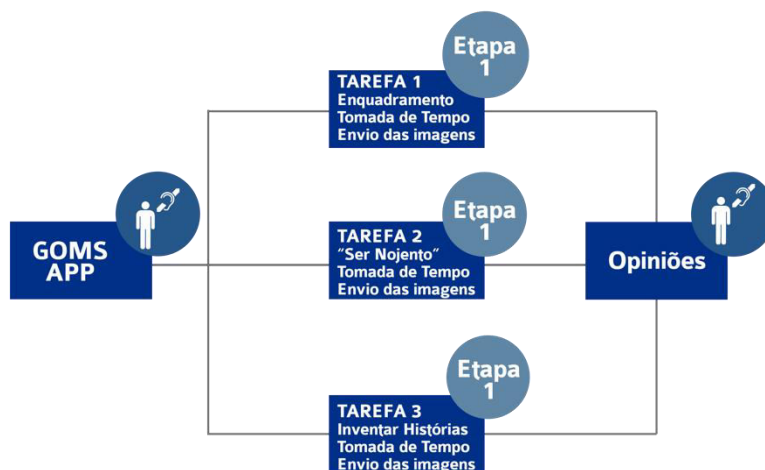 Etapa
1
TAREFA 1
Enquadramento
Tomada de Tempo
Envio das imagens
GOMS
APP
Etapa
1
TAREFA 2
“Ser Nojento”
Tomada de Tempo
Envio das imagens
Opiniões
Etapa
1
TAREFA 3
Inventar Histórias
Tomada de Tempo
Envio das imagens